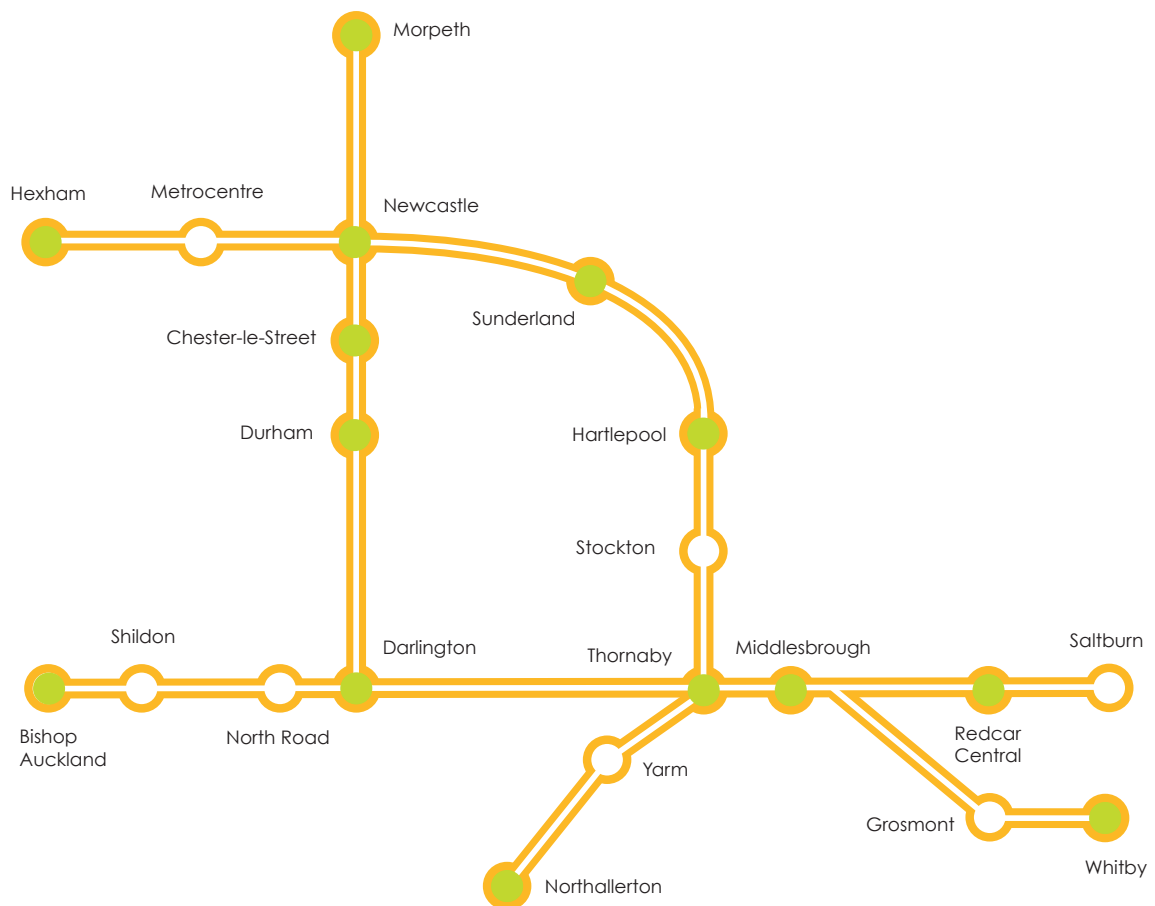 Morpeth
Hexham
Metrocentre
Newcastle
Sunderland
Chester-le-Street
Durham
Hartlepool
Stockton
Shildon
Darlington
Thornaby
Middlesbrough
Saltburn
Bishop
Auckland
North Road
Yarm
Redcar
Central
Grosmont
Whitby
Northallerton